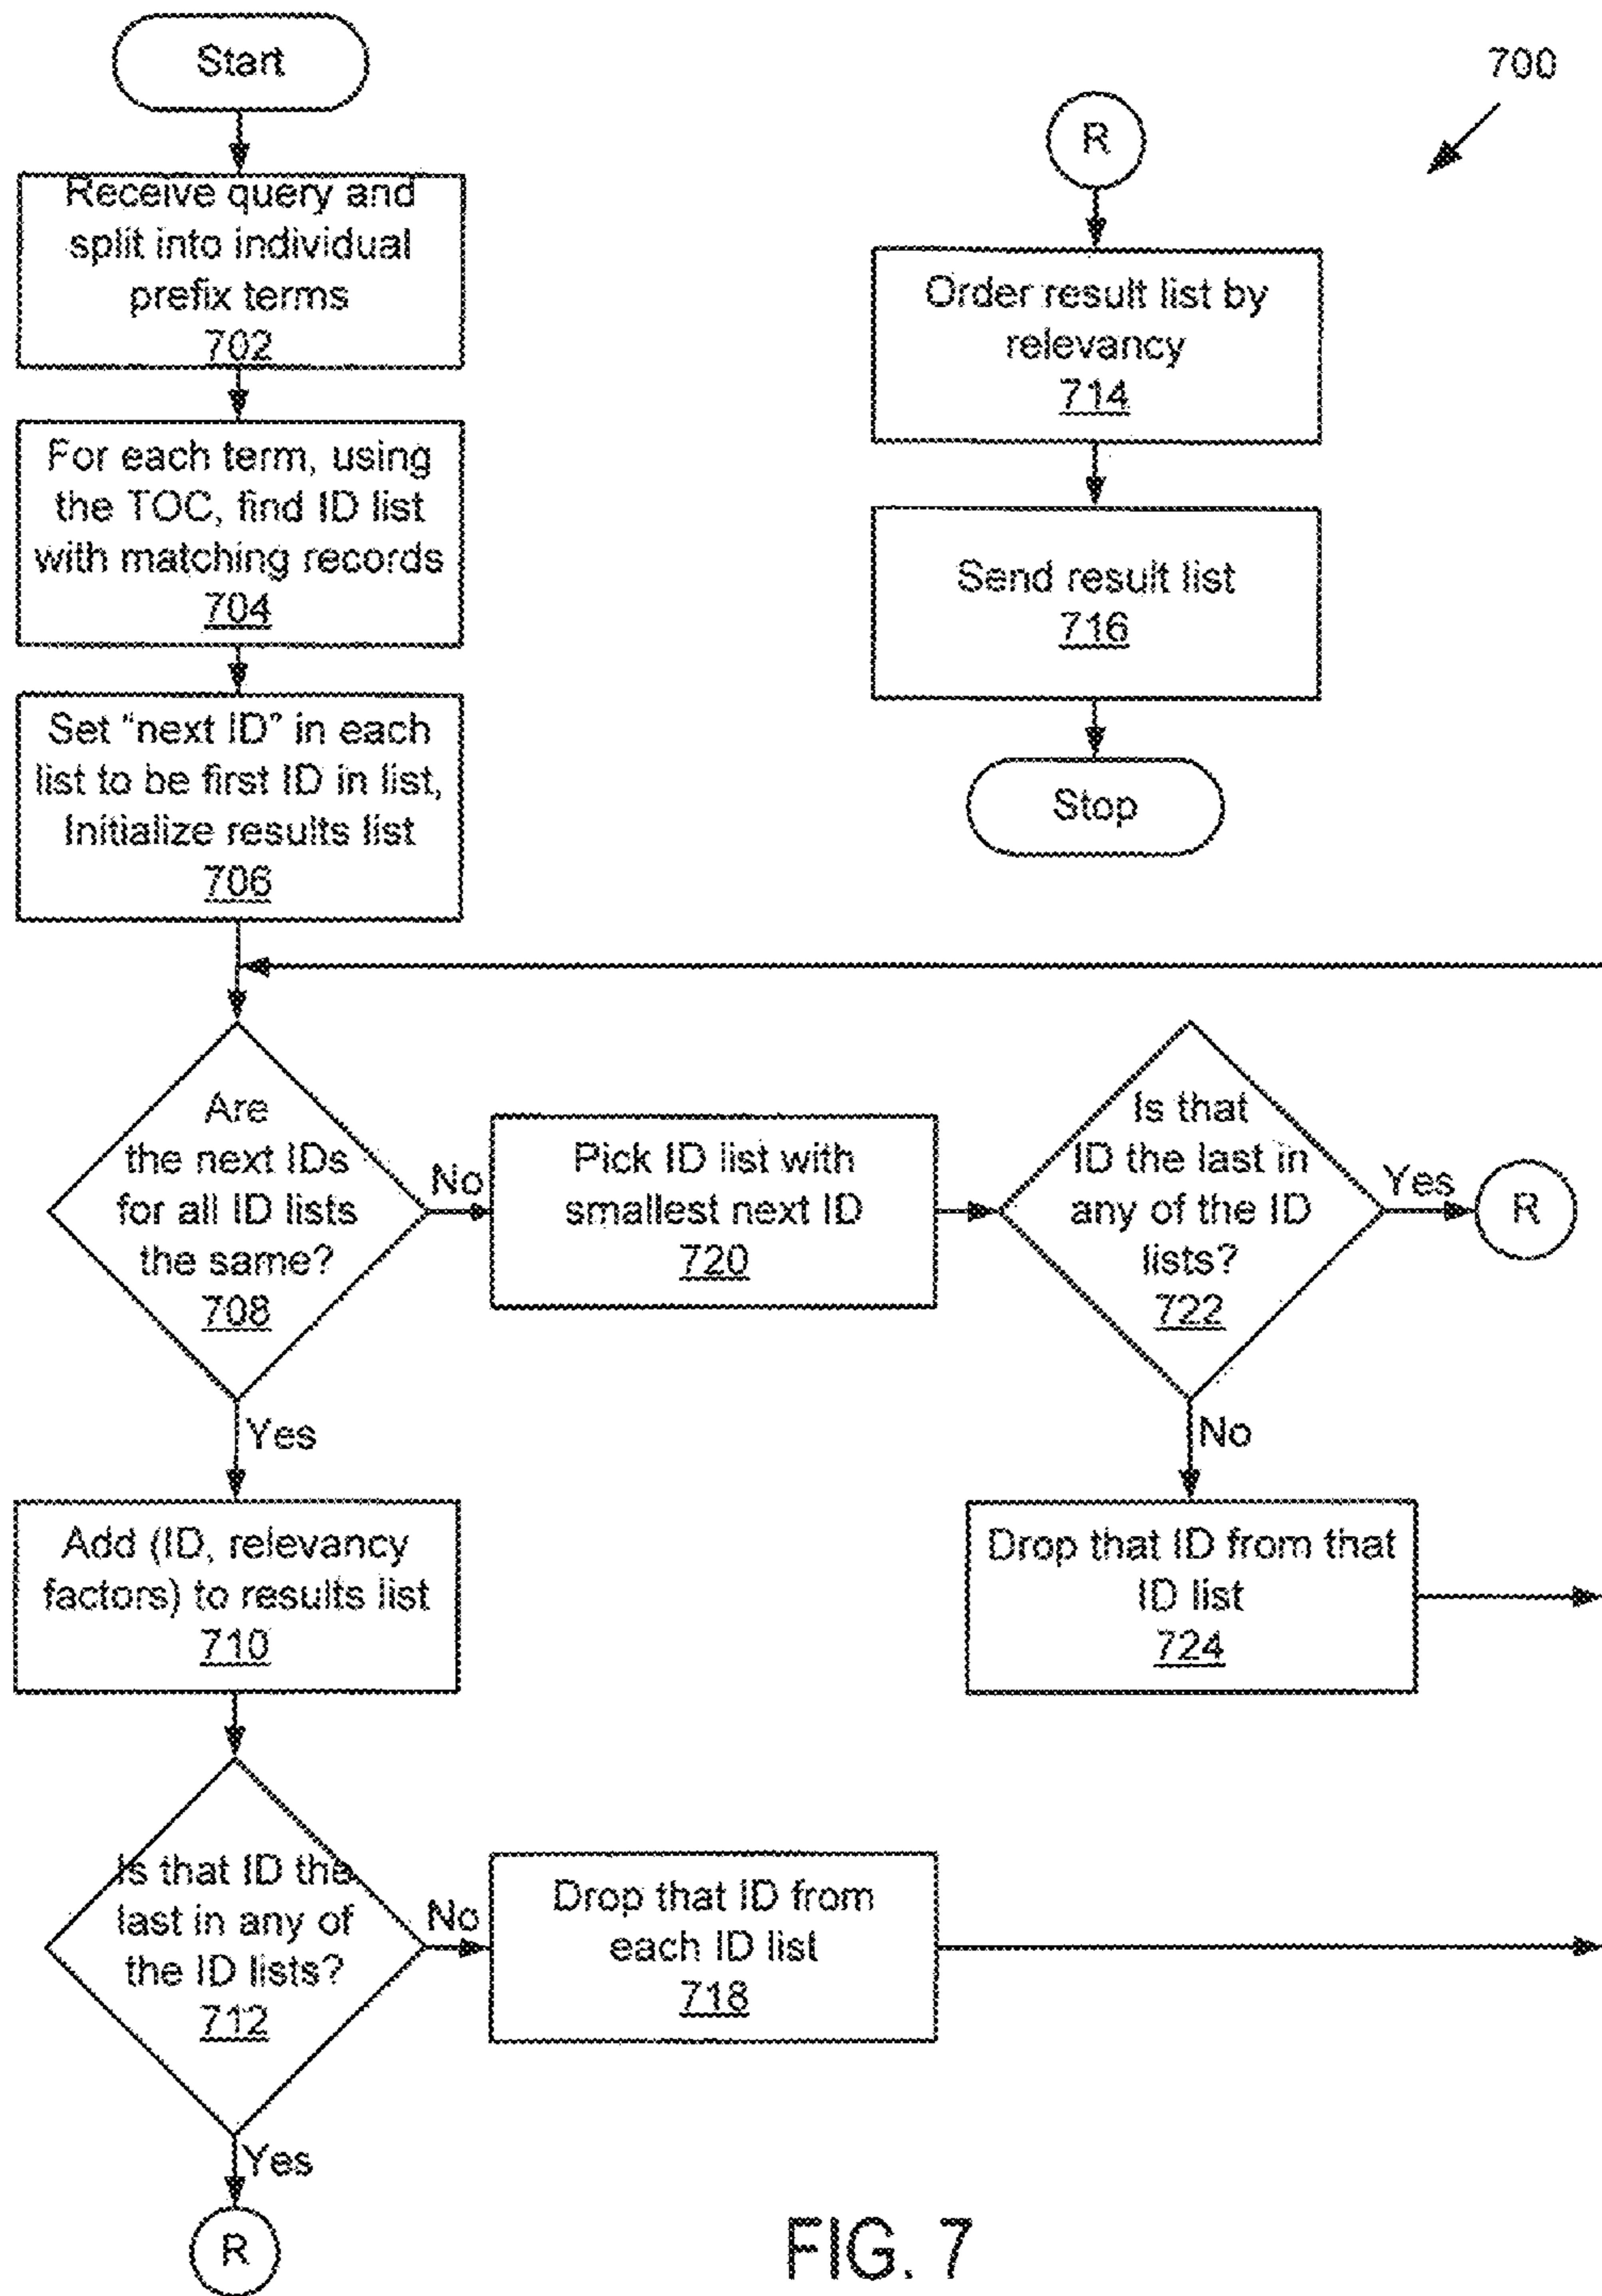 Start
Receive query and
split into individual
prefix terms
702
For each term, using
the TOC, find ID list
with matching records
704
Set “next ID” in each
list to be first ID in list,
Initialize results list
706
700
R
Order result list by
relevancy
714
Send result list
716
Stop
Are
the next IDs
for all ID lists
the same?
708
No
Pick ID list with
smallest next ID
720
Is that
ID the last in
any of the ID
lists?
722
Yes
R
Yes
No
Add (ID, relevancy
factors) to results list
710
Drop that ID from that
ID list
724
Is that ID the
last in any of
the ID lists?
712
No
Drop that ID from
each ID list
718
Yes
R
FIG. 7